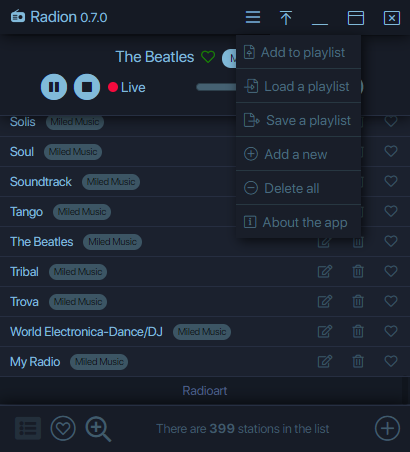 Radion 0.7.0
The Beatles M
Live
Add to playlist
Load a playlist
Save a playlist
Add a new
Delete all
About the app
Solis Miled Music
Soul Miled Music
Soundtrack Miled Music
Tango Miled Music
The Beatles Miled Music
Tribal Miled Music
Trova Miled Music
World Electronica-Dance/DJ Miled Music
My Radio Miled Music
Radioart
There are 399 stations in the list